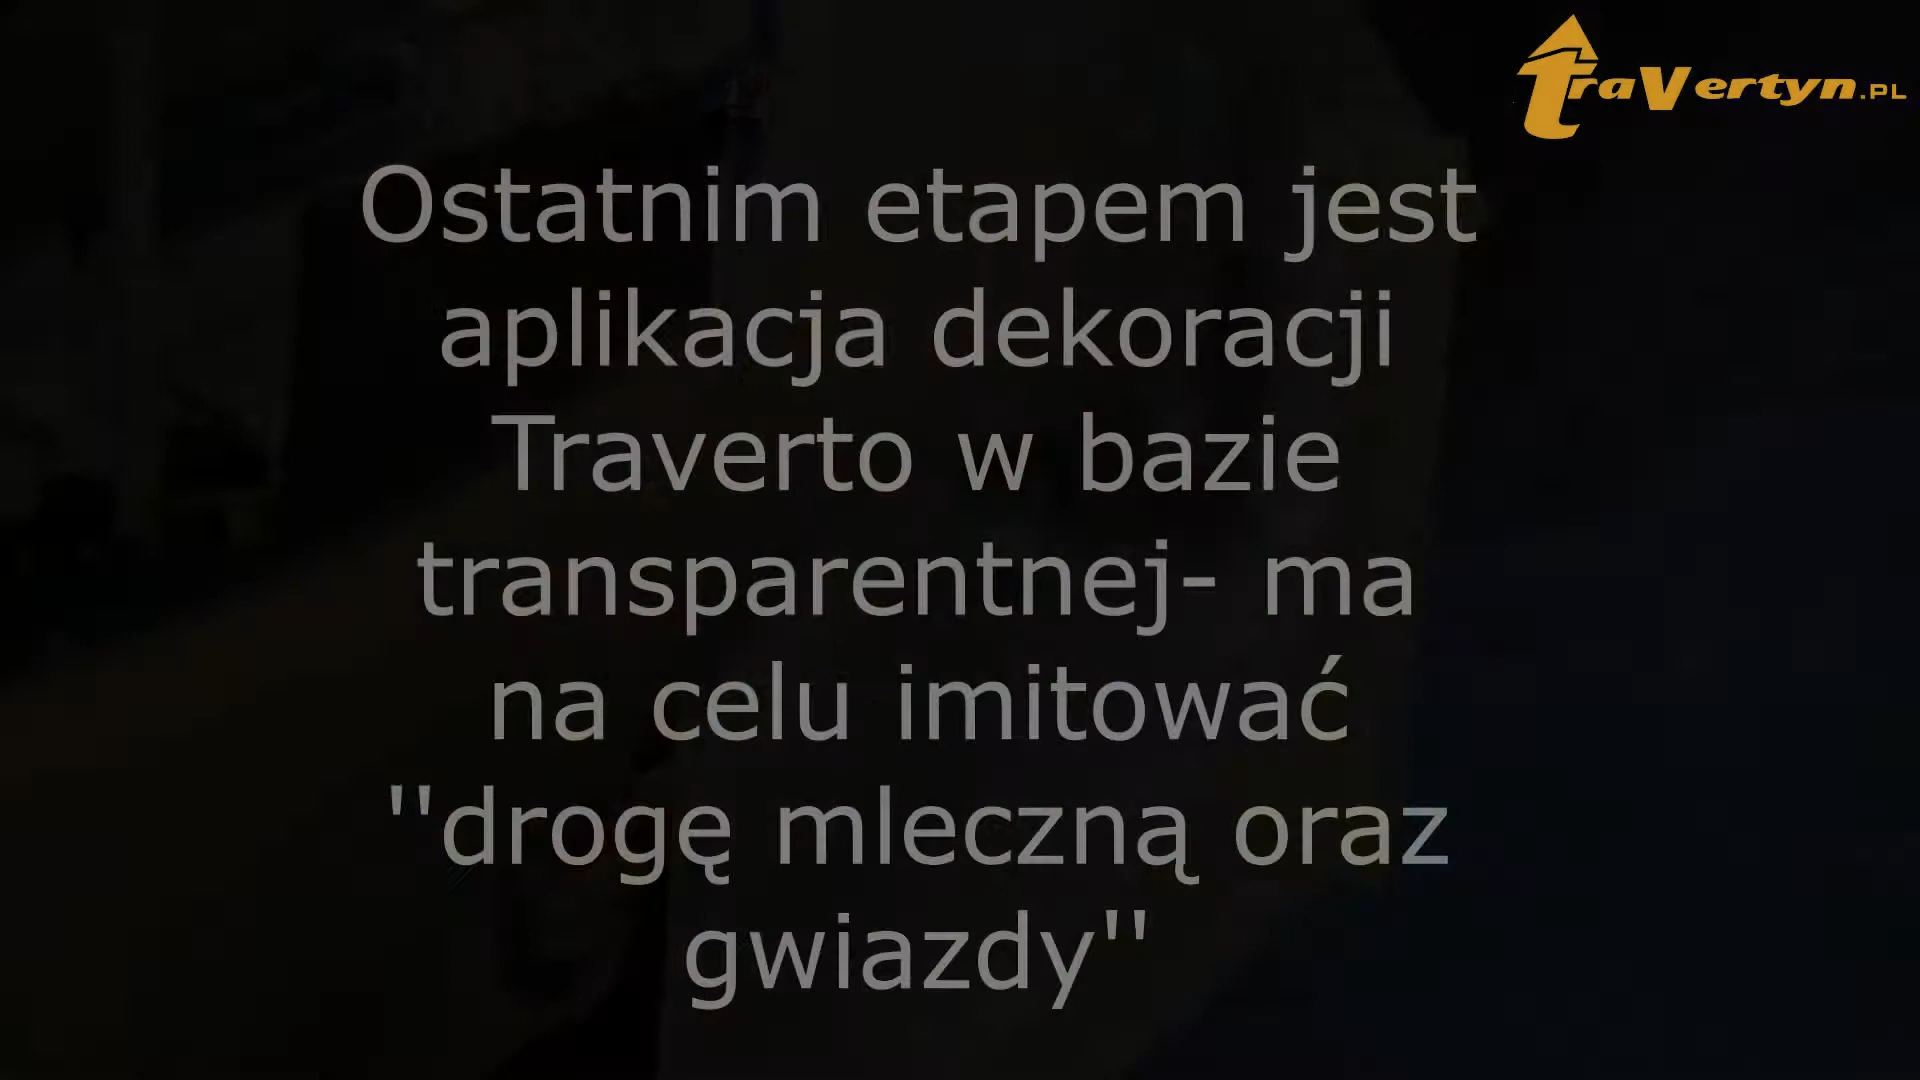 traVertyn.PL
Ostatnim etapem jest
aplikacja dekoracji
Traverto w bazie
transparentnej- ma
na celu imitować
''drogę mleczną oraz
gwiazdy''